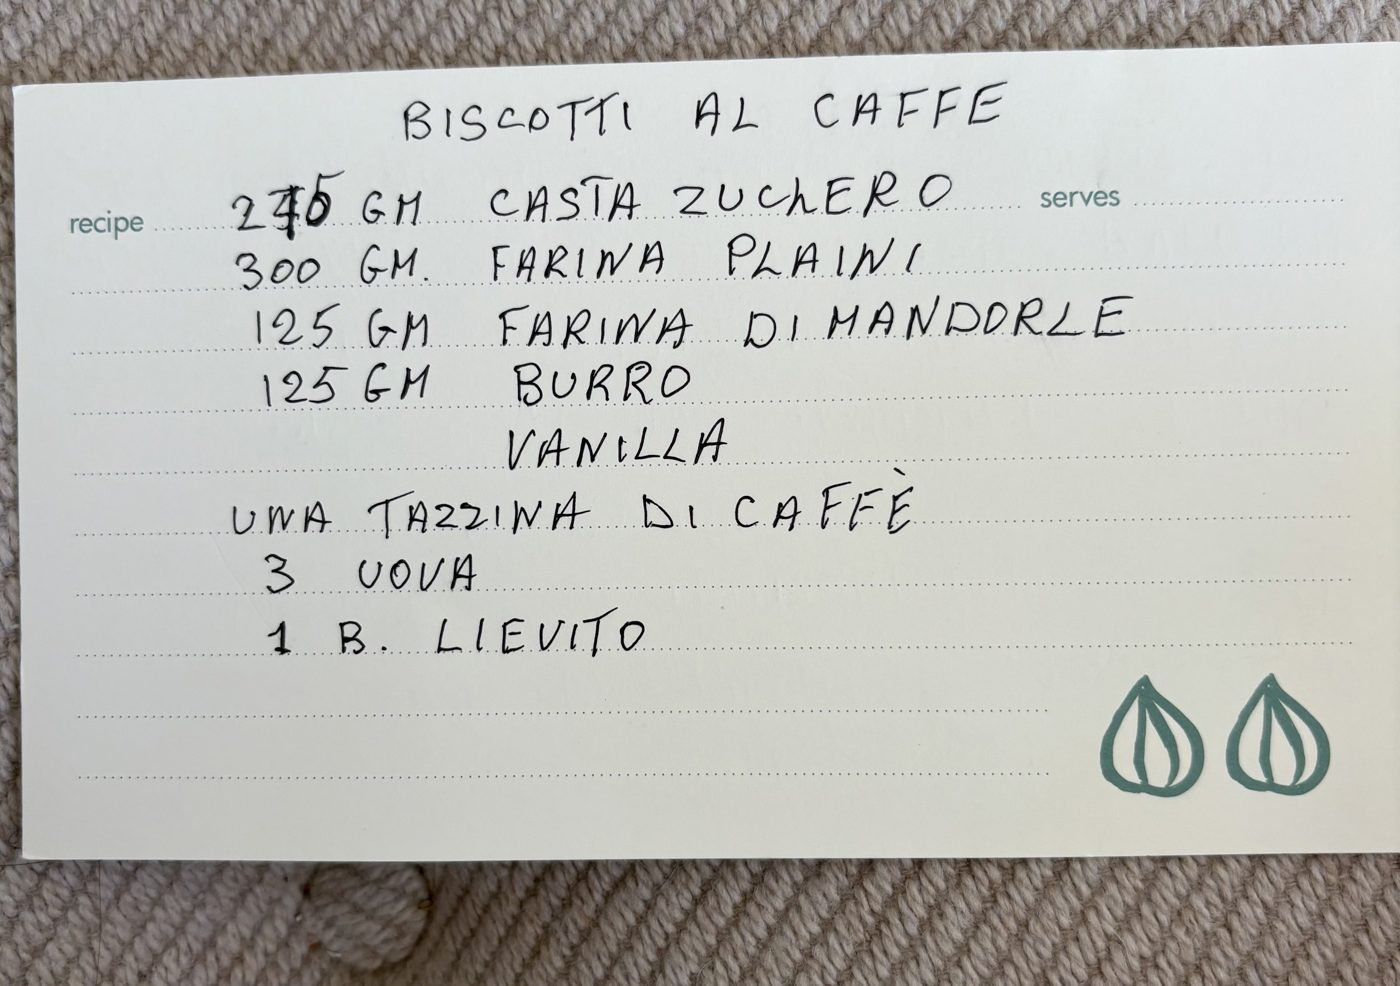 BISCOTTI AL CAFFE
recipe GM CASTA ZUCHERO serves
300 GM. FARINA PLAINI
125 GM FARINA DI MANDORLE
125 GM BURRO
VANILLA
UNA TAZZINA DI CAFFÈ
3 UOVA
1 B. LIEVITO